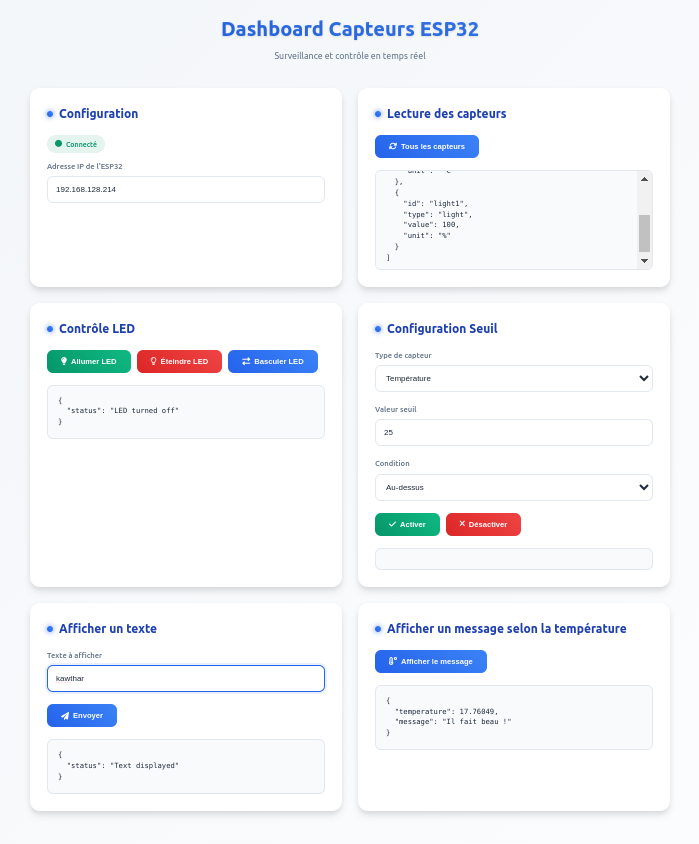 Dashboard Capteurs ESP32
Surveillance et contrôle en temps réel
Configuration
Connecté
Adresse IP de l'ESP32
192.168.128.214
Lecture des capteurs
Tous les capteurs
},
{
"id": "light1",
"type": "light",
"value": 100,
"unit": "%"
}
]
Contrôle LED
Allumer LED
Éteindre LED
Basculer LED
{
"status": "LED turned off"
}
Configuration Seuil
Type de capteur
Température
Valeur seuil
25
Condition
Au-dessus
Activer
Désactiver
Afficher un texte
Texte à afficher
kawthar
Envoyer
{
"status": "Text displayed"
}
Afficher un message selon la température
Afficher le message
{
"temperature": 17.76049,
"message": "Il fait beau !"
}